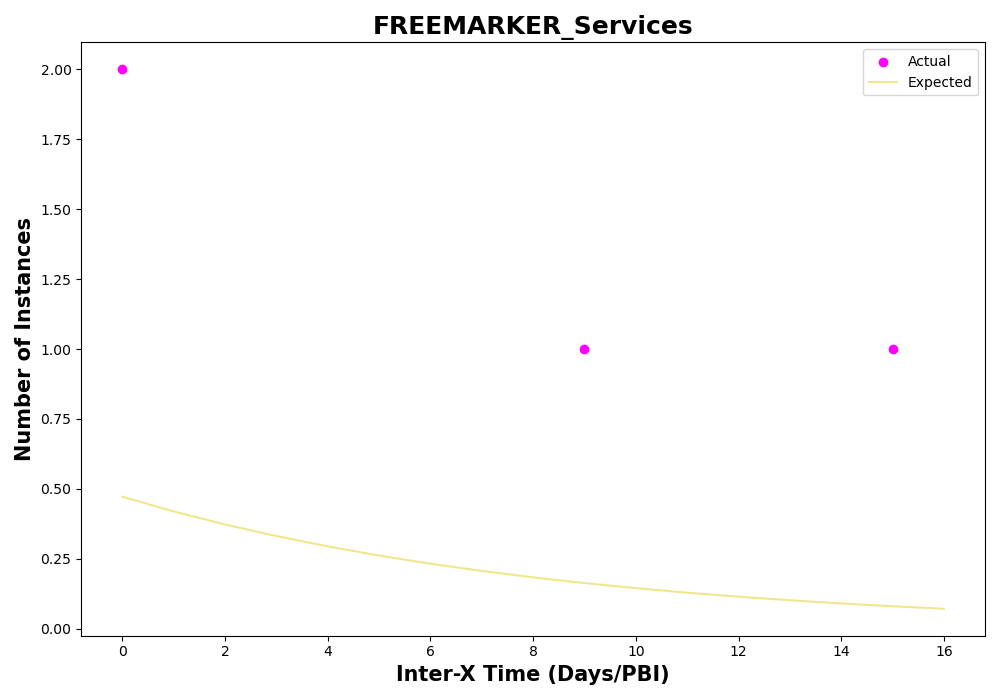 FREEMARKER_Services
Actual
Expected
Number of Instances
2.00
1.75
1.50
1.25
1.00
0.75
0.50
0.25
0.00
0 2 4 6 8 10 12 14 16
Inter-X Time (Days/PBI)